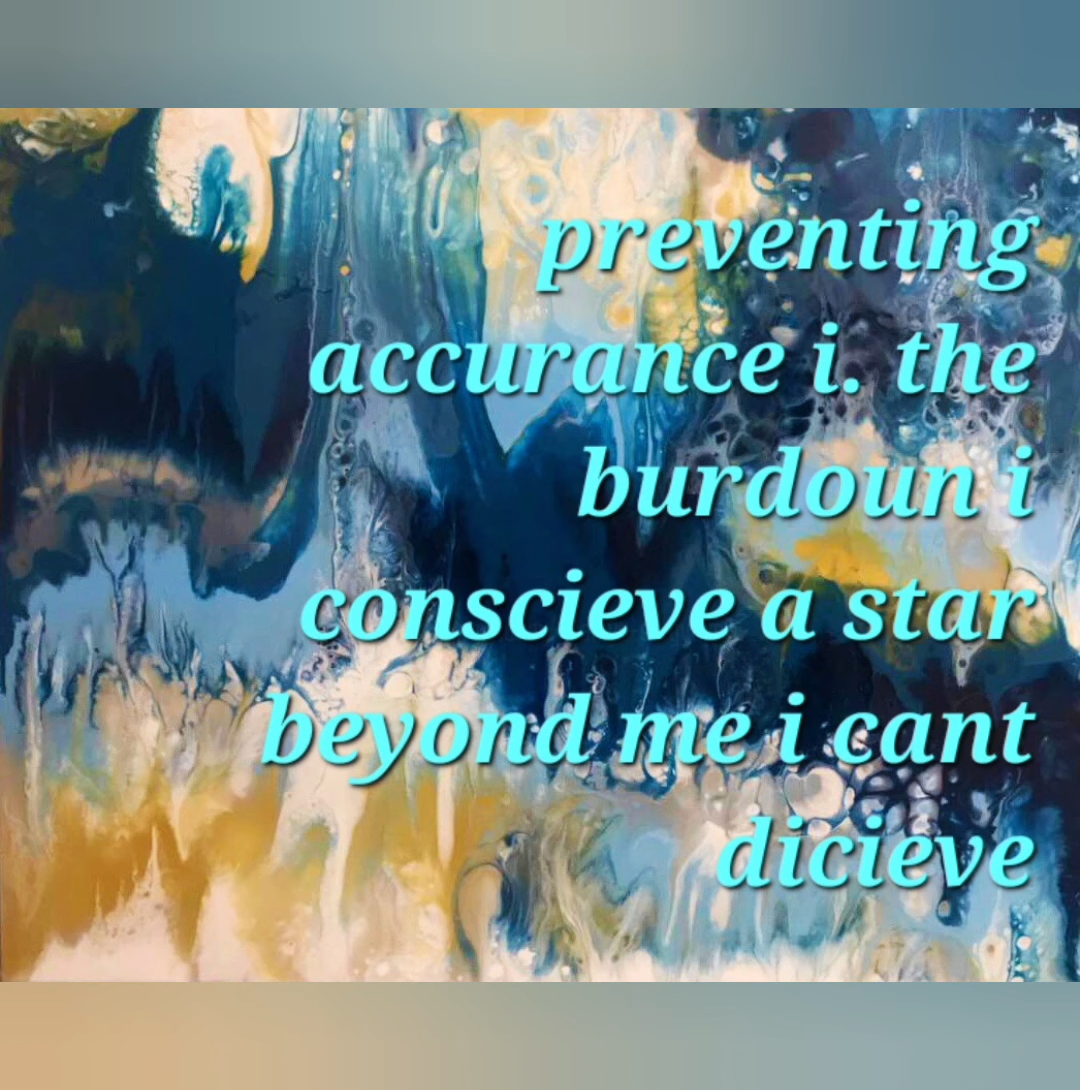 preventing
accurance i. the
burdoun i
conscieve a star
beyond me i cant
dicieve